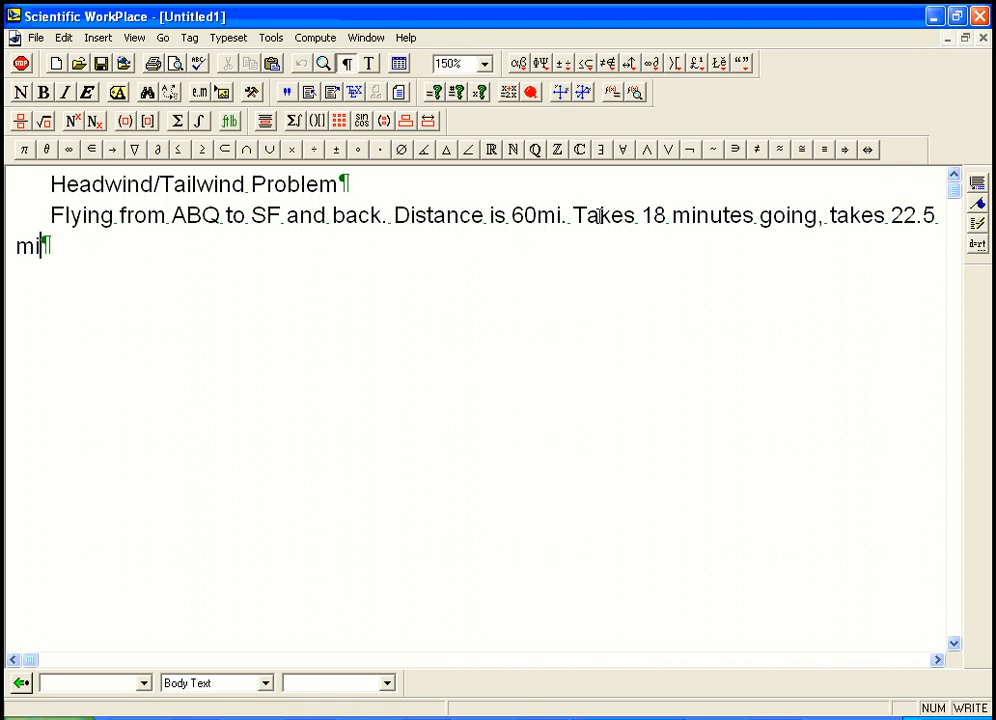 Scientific WorkPlace - [Untitled1]
File Edit Insert View Go Tag Typeset Tools Compute Window Help
150%
Headwind/Tailwind Problem¶
Flying from ABQ to SF and back. Distance is 60mi. Takes 18 minutes going, takes 22.5
mi¶
Body Text
NUM WRITE